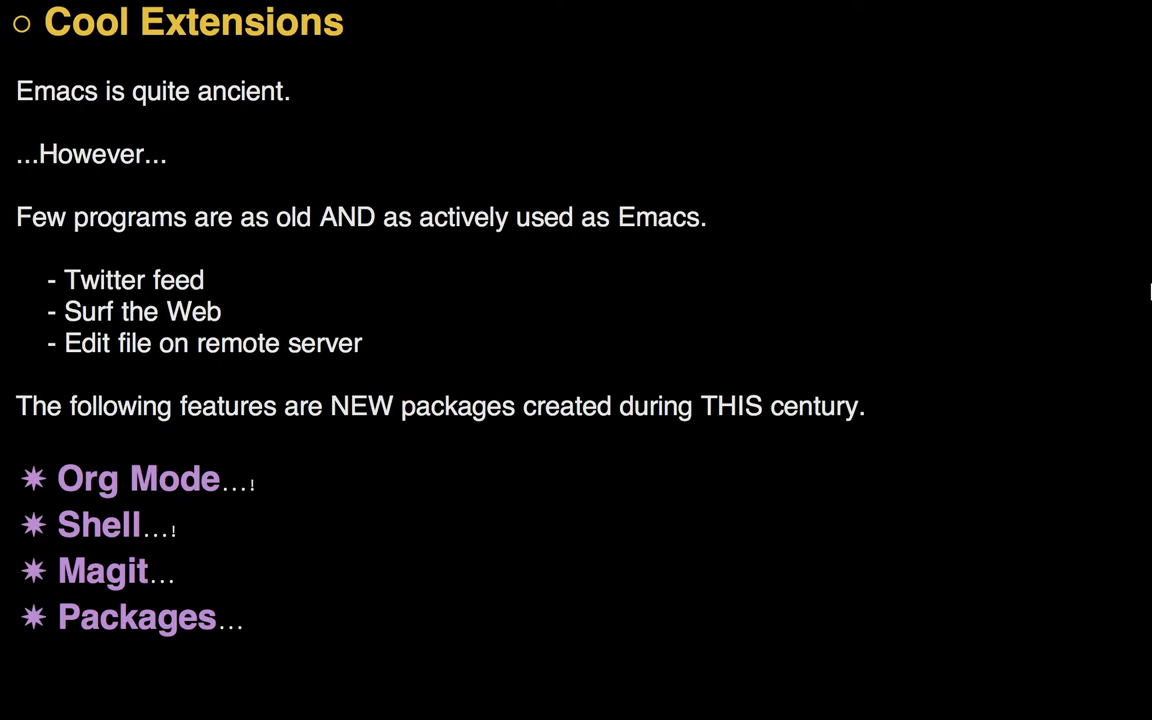 ○ Cool Extensions
Emacs is quite ancient.
...However...
Few programs are as old AND as actively used as Emacs.
- Twitter feed
- Surf the Web
- Edit file on remote server
The following features are NEW packages created during THIS century.
✷ Org Mode...!
✷ Shell...!
✷ Magit...
✷ Packages...